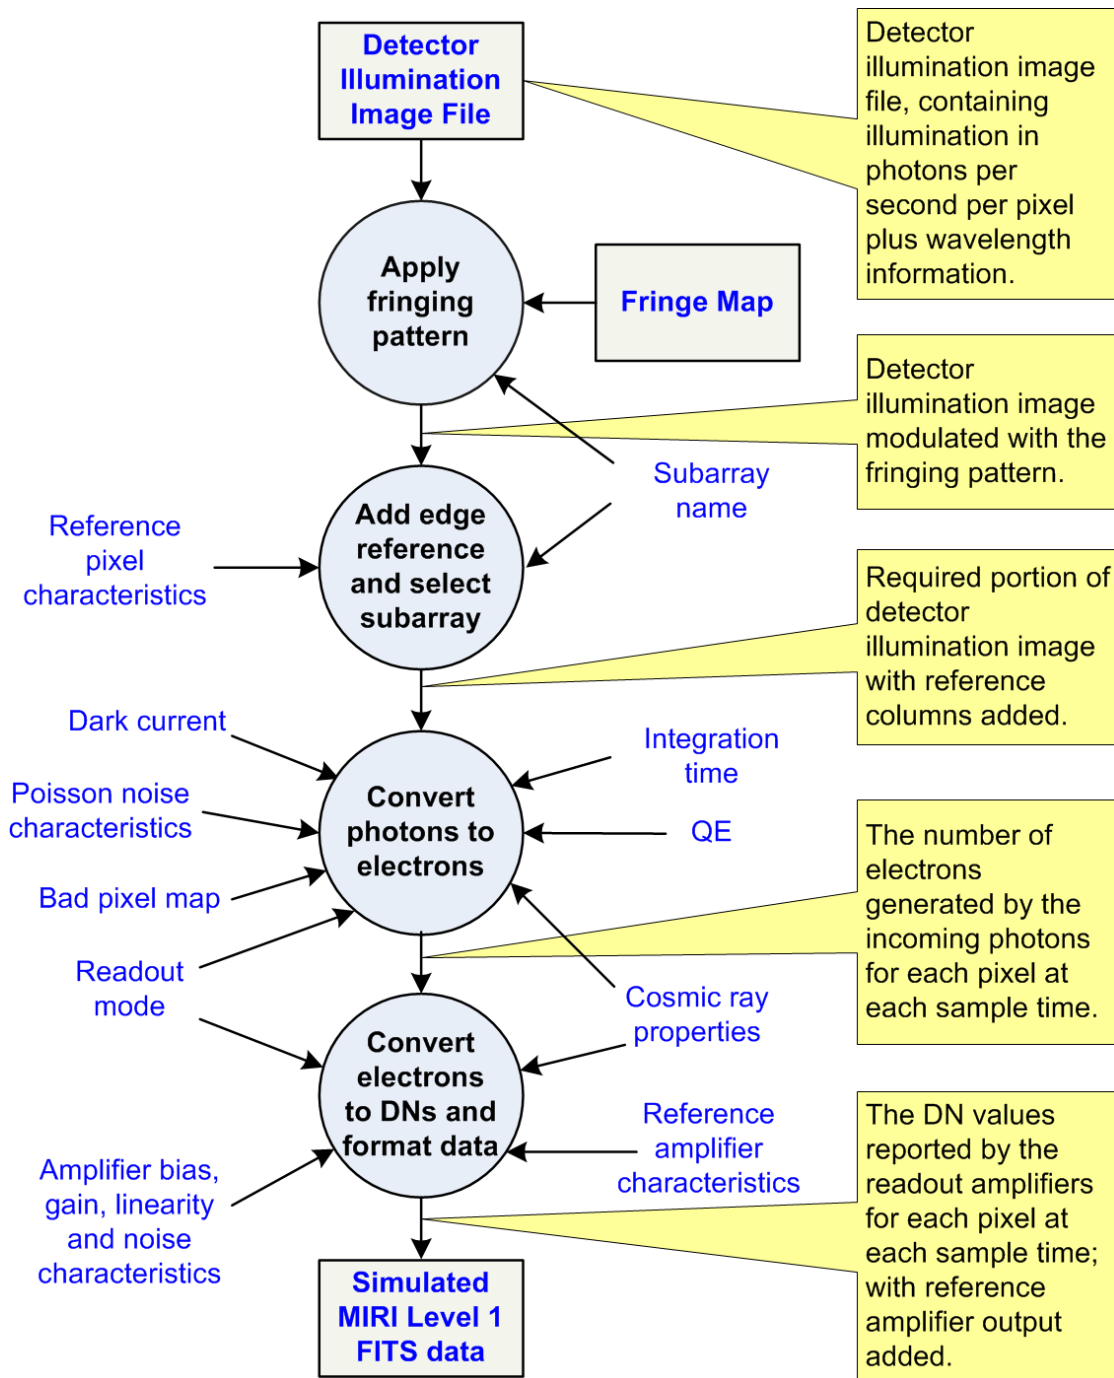 Detector
Illumination
Image File
Detector
illumination image
file, containing
illumination in
photons per
second per pixel
plus wavelength
information.
Apply
fringing
pattern
Fringe Map
Detector
illumination image
modulated with the
fringing pattern.
Subarray
name
Reference
pixel
characteristics
Add edge
reference
and select
subarray
Required portion of
detector
illumination image
with reference
columns added.
Dark current
Poisson noise
characteristics
Bad pixel map
Readout
mode
Convert
photons to
electrons
Integration
time
QE
Cosmic ray
properties
The number of
electrons
generated by the
incoming photons
for each pixel at
each sample time.
Convert
electrons
to DNs and
format data
Amplifier bias,
gain, linearity
and noise
characteristics
Reference
amplifier
characteristics
The DN values
reported by the
readout amplifiers
for each pixel at
each sample time;
with reference
amplifier output
added.
Simulated
MIRI Level 1
FITS data